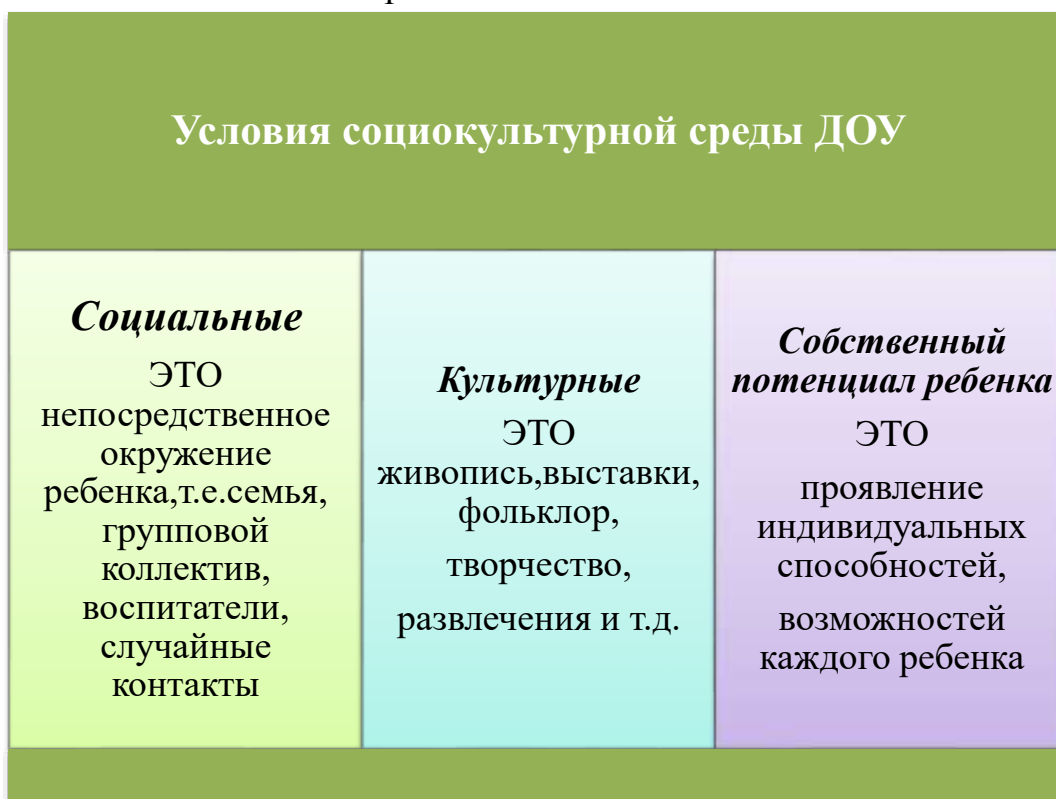 Условия социокультурной среды ДОУ
Социальные
ЭТО
непосредственное
окружение
ребенка,т.е.семья,
групповой
коллектив,
воспитатели,
случайные
контакты
Культурные
ЭТО
живопись,выставки,
фольклор,
творчество,
развлечения и т.д.
Собственный
потенциал ребенка
ЭТО
проявление
индивидуальных
способностей,
возможностей
каждого ребенка